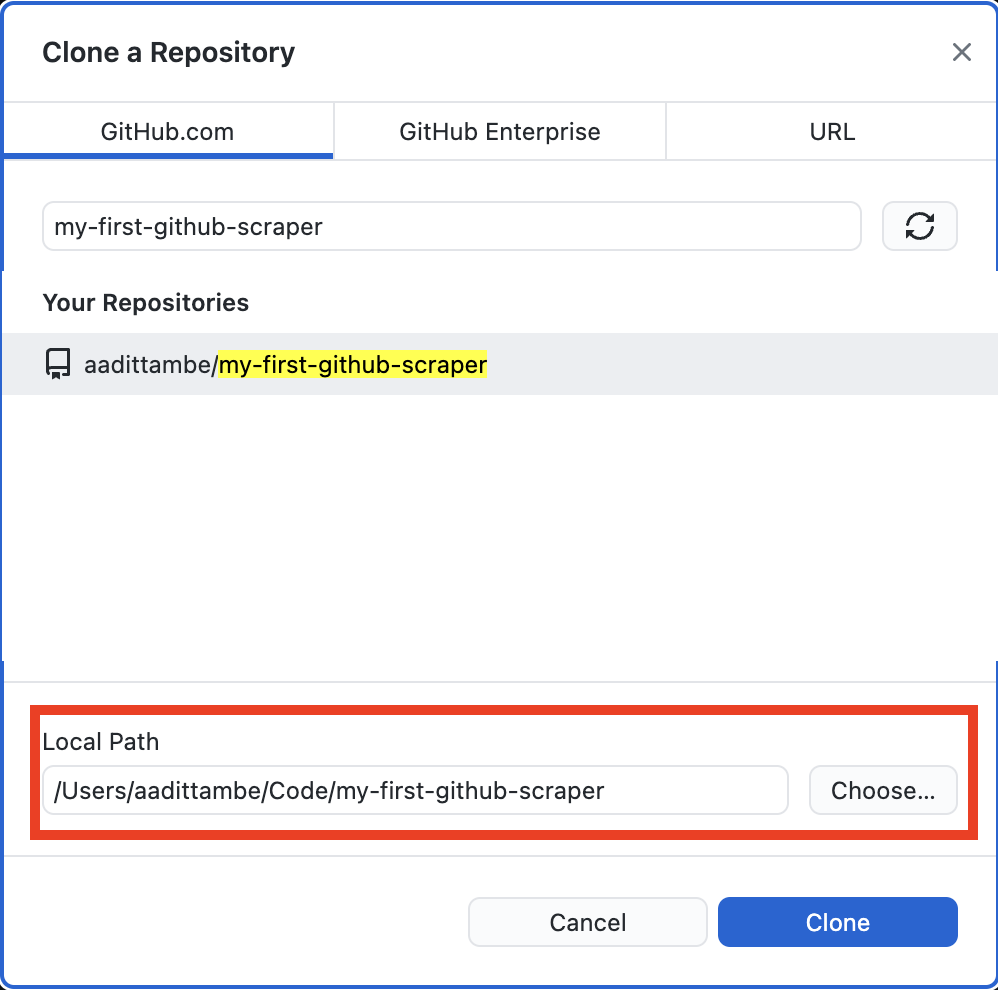 Clone a Repository
GitHub.com GitHub Enterprise URL
my-first-github-scraper
Your Repositories
aadittambe/my-first-github-scraper
Local Path
/Users/aadittambe/Code/my-first-github-scraper Choose...
Cancel Clone